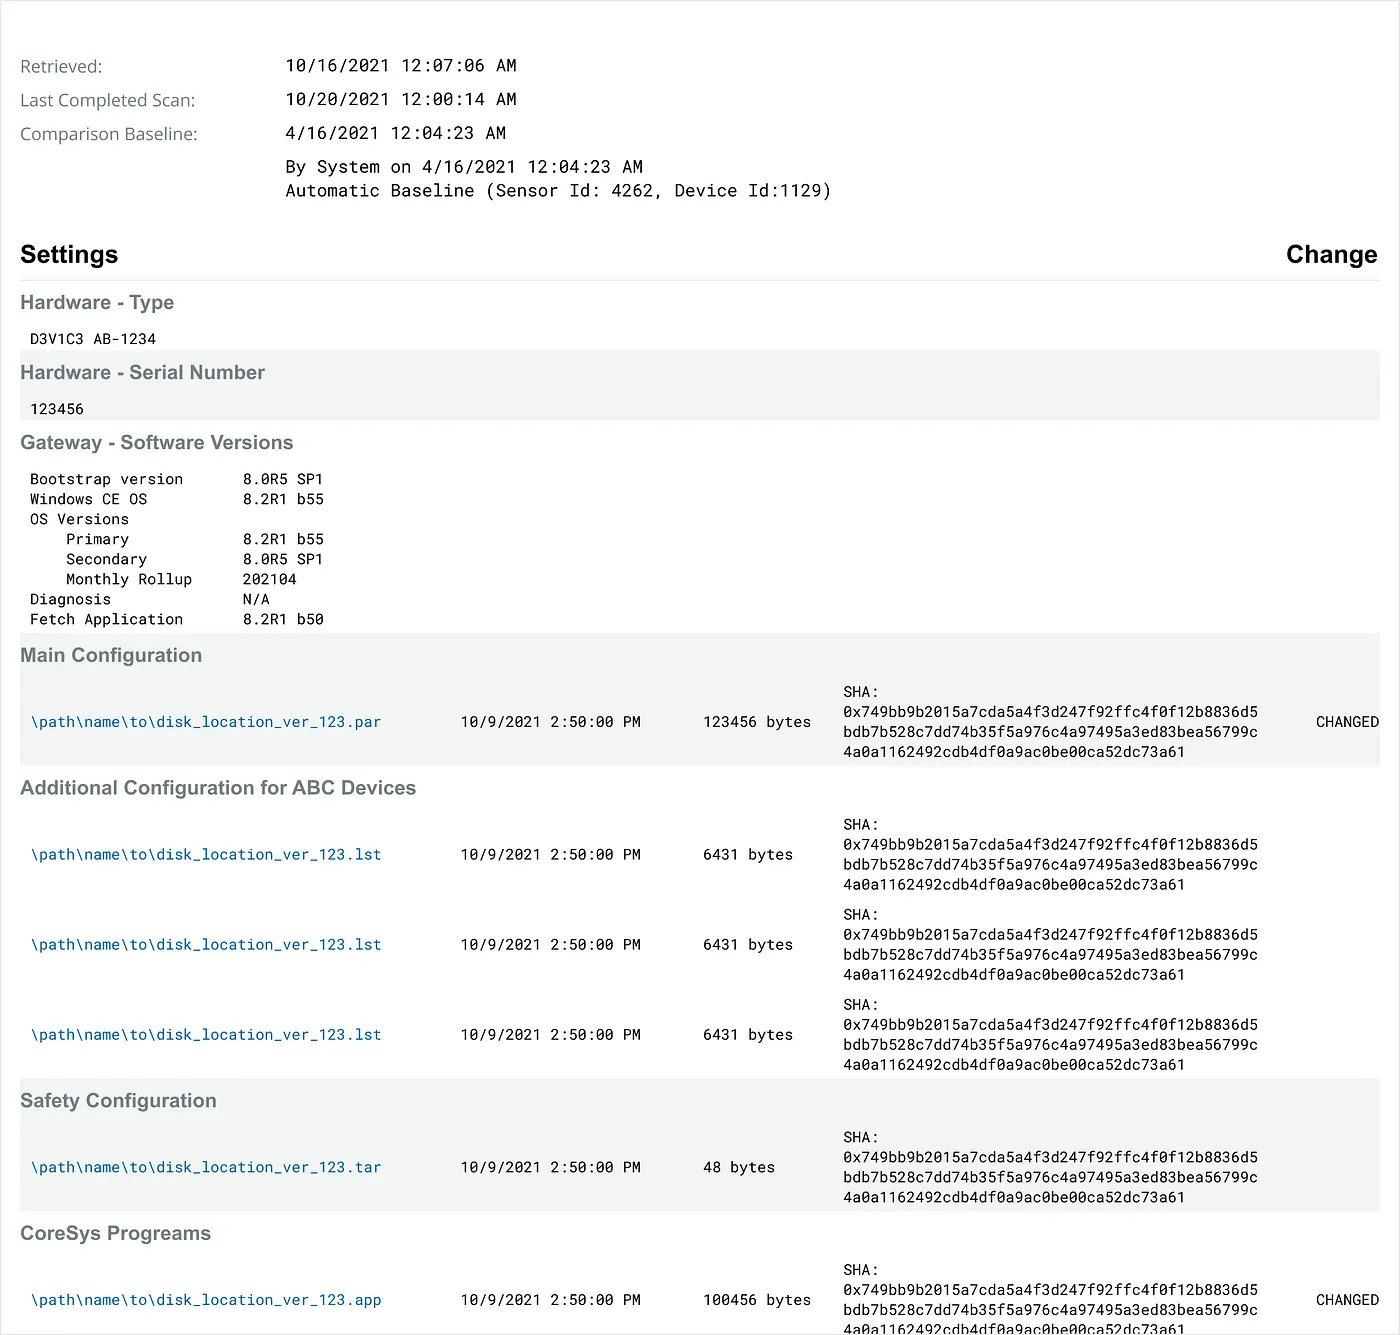 Retrieved: 10/16/2021 12:07:06 AM
Last Completed Scan: 10/20/2021 12:00:14 AM
Comparison Baseline: 4/16/2021 12:04:23 AM
By System on 4/16/2021 12:04:23 AM
Automatic Baseline (Sensor Id: 4262, Device Id:1129)
Settings Change
Hardware - Type
D3V1C3 AB-1234
Hardware - Serial Number
123456
Gateway - Software Versions
Bootstrap version 8.0R5 SP1
Windows CE OS 8.2R1 b55
OS Versions
Primary 8.2R1 b55
Secondary 8.0R5 SP1
Monthly Rollup 202104
Diagnosis N/A
Fetch Application 8.2R1 b50
Main Configuration
SHA:
0x749bb9b2015a7cda5a4f3d247f92ffc4f0f12b8836d5
\path\name\to\disk_location_ver_123.par 10/9/2021 2:50:00 PM 123456 bytes bdb7b528c7dd74b35f5a976c4a97495a3ed83bea56799c CHANGED
4a0a1162492cdb4df0a9ac0be00ca52dc73a61
Additional Configuration for ABC Devices
SHA:
0x749bb9b2015a7cda5a4f3d247f92ffc4f0f12b8836d5
\path\name\to\disk_location_ver_123.lst 10/9/2021 2:50:00 PM 6431 bytes bdb7b528c7dd74b35f5a976c4a97495a3ed83bea56799c
4a0a1162492cdb4df0a9ac0be00ca52dc73a61
SHA:
0x749bb9b2015a7cda5a4f3d247f92ffc4f0f12b8836d5
\path\name\to\disk_location_ver_123.lst 10/9/2021 2:50:00 PM 6431 bytes bdb7b528c7dd74b35f5a976c4a97495a3ed83bea56799c
4a0a1162492cdb4df0a9ac0be00ca52dc73a61
SHA:
0x749bb9b2015a7cda5a4f3d247f92ffc4f0f12b8836d5
\path\name\to\disk_location_ver_123.lst 10/9/2021 2:50:00 PM 6431 bytes bdb7b528c7dd74b35f5a976c4a97495a3ed83bea56799c
4a0a1162492cdb4df0a9ac0be00ca52dc73a61
Safety Configuration
SHA:
0x749bb9b2015a7cda5a4f3d247f92ffc4f0f12b8836d5
\path\name\to\disk_location_ver_123.tar 10/9/2021 2:50:00 PM 48 bytes bdb7b528c7dd74b35f5a976c4a97495a3ed83bea56799c
4a0a1162492cdb4df0a9ac0be00ca52dc73a61
CoreSys Progreams
SHA:
0x749bb9b2015a7cda5a4f3d247f92ffc4f0f12b8836d5
\path\name\to\disk_location_ver_123.app 10/9/2021 2:50:00 PM 100456 bytes bdb7b528c7dd74b35f5a976c4a97495a3ed83bea56799c CHANGED
4a0a1162492cdb4df0a9ac0be00ca52dc73a61